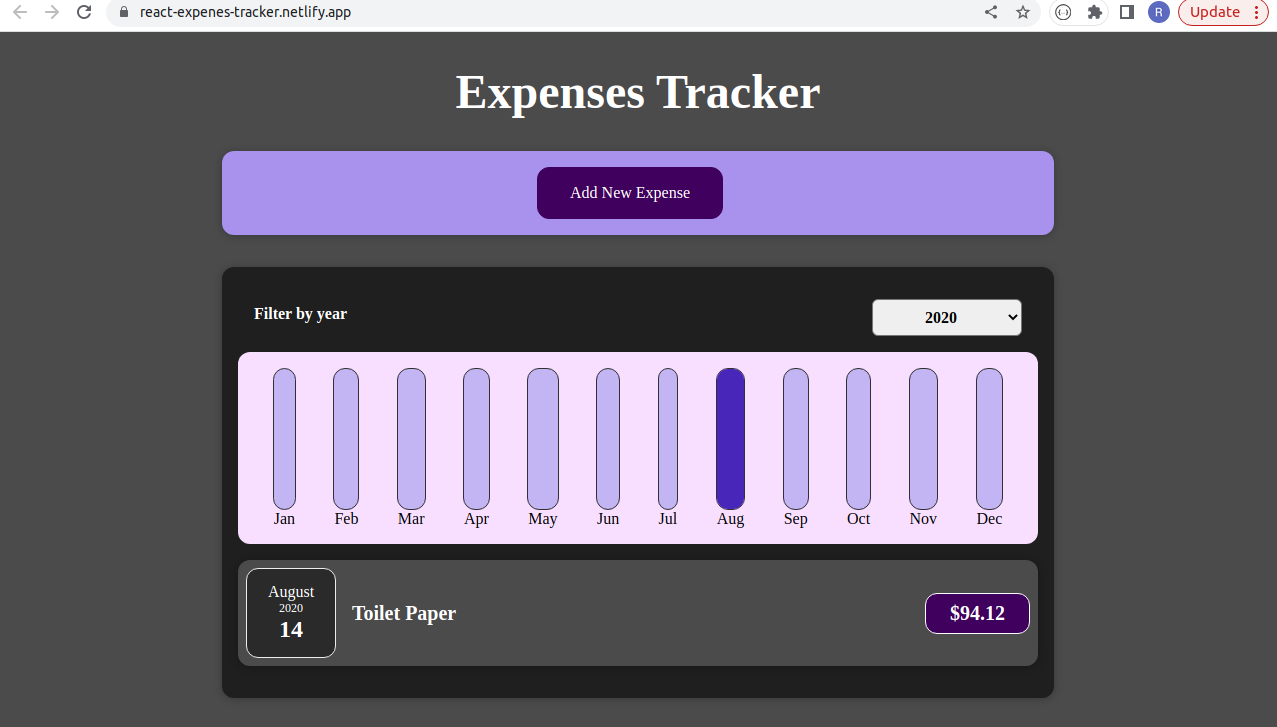 react-expenes-tracker.netlify.app
R
Update
Expenses Tracker
Add New Expense
Filter by year
2020
Jan Feb Mar Apr May Jun Jul Aug Sep Oct Nov Dec
August
2020
14
Toilet Paper
$94.12